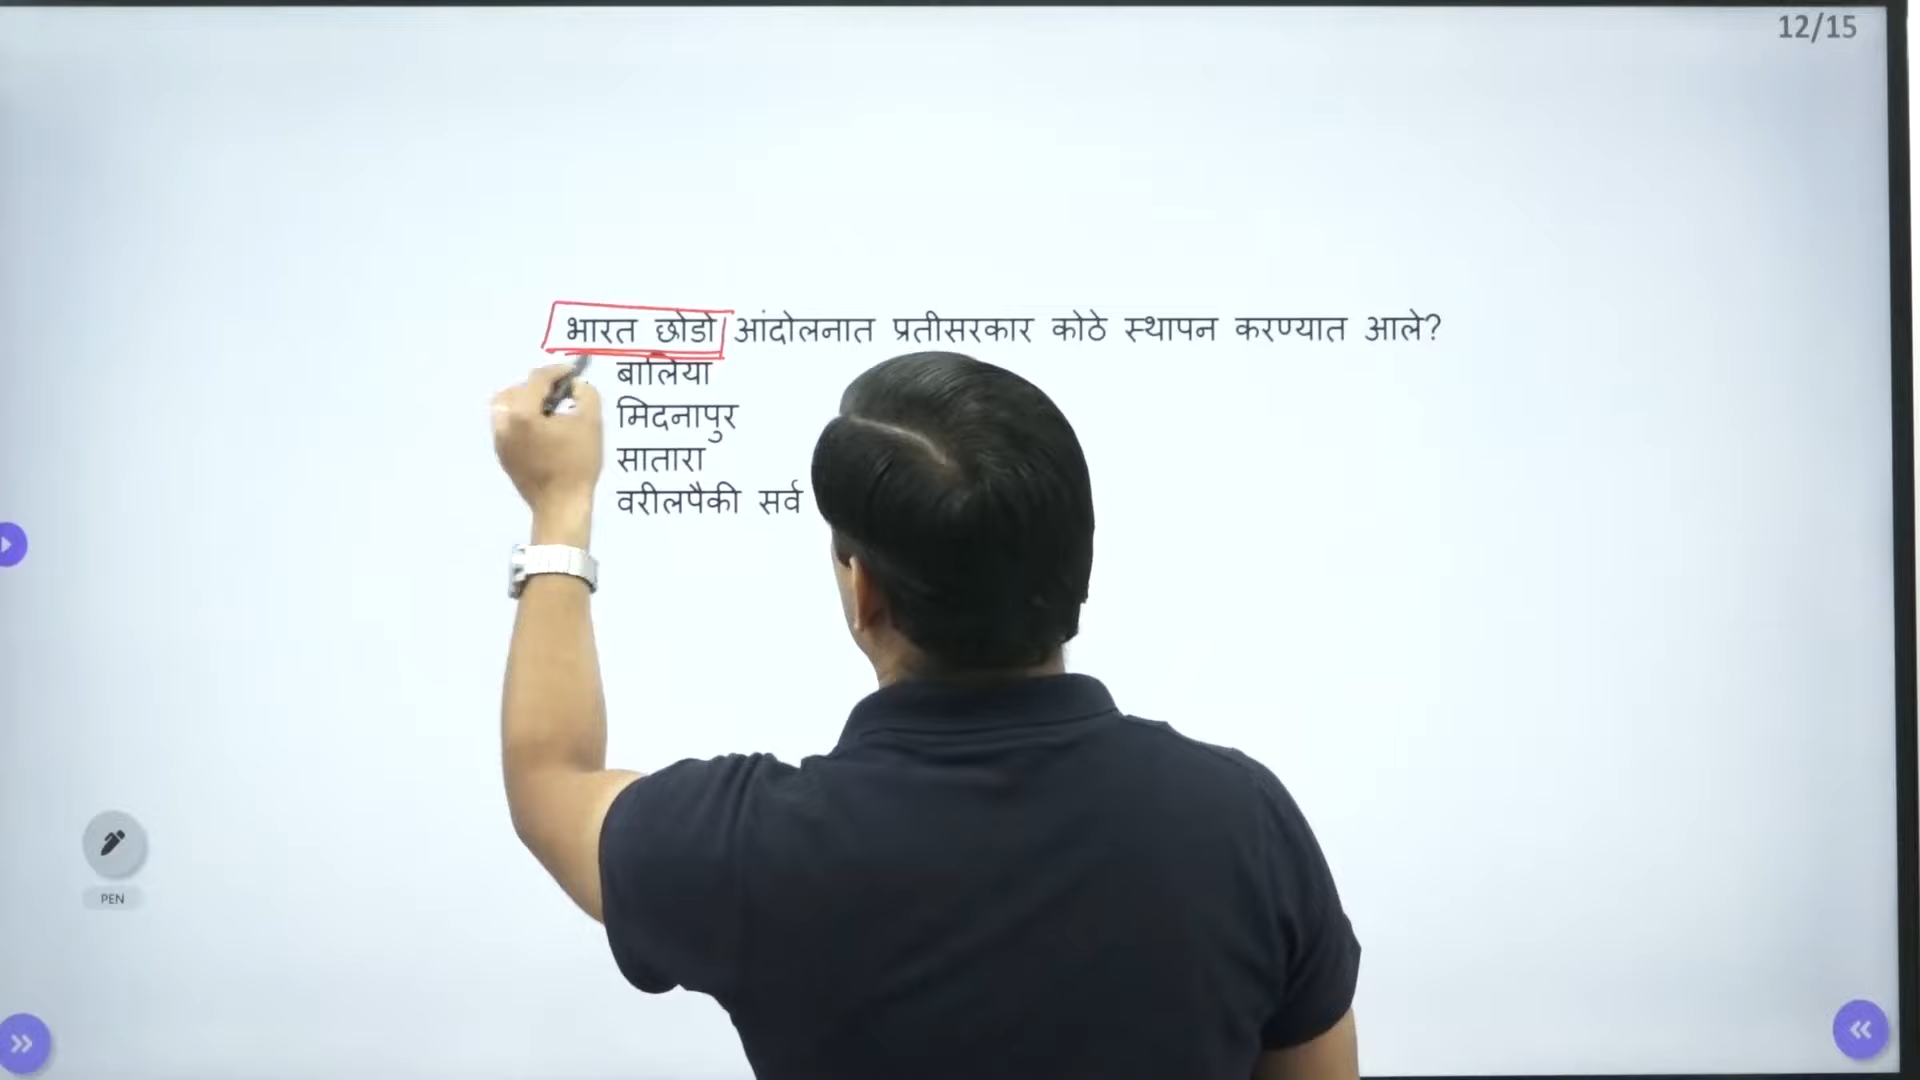 12/15
भारत छोडो आंदोलनात प्रतीसरकार कोठे स्थापन करण्यात आले?
बालिया
मिदनापुर
सातारा
वरीलपैकी सर्व
PEN